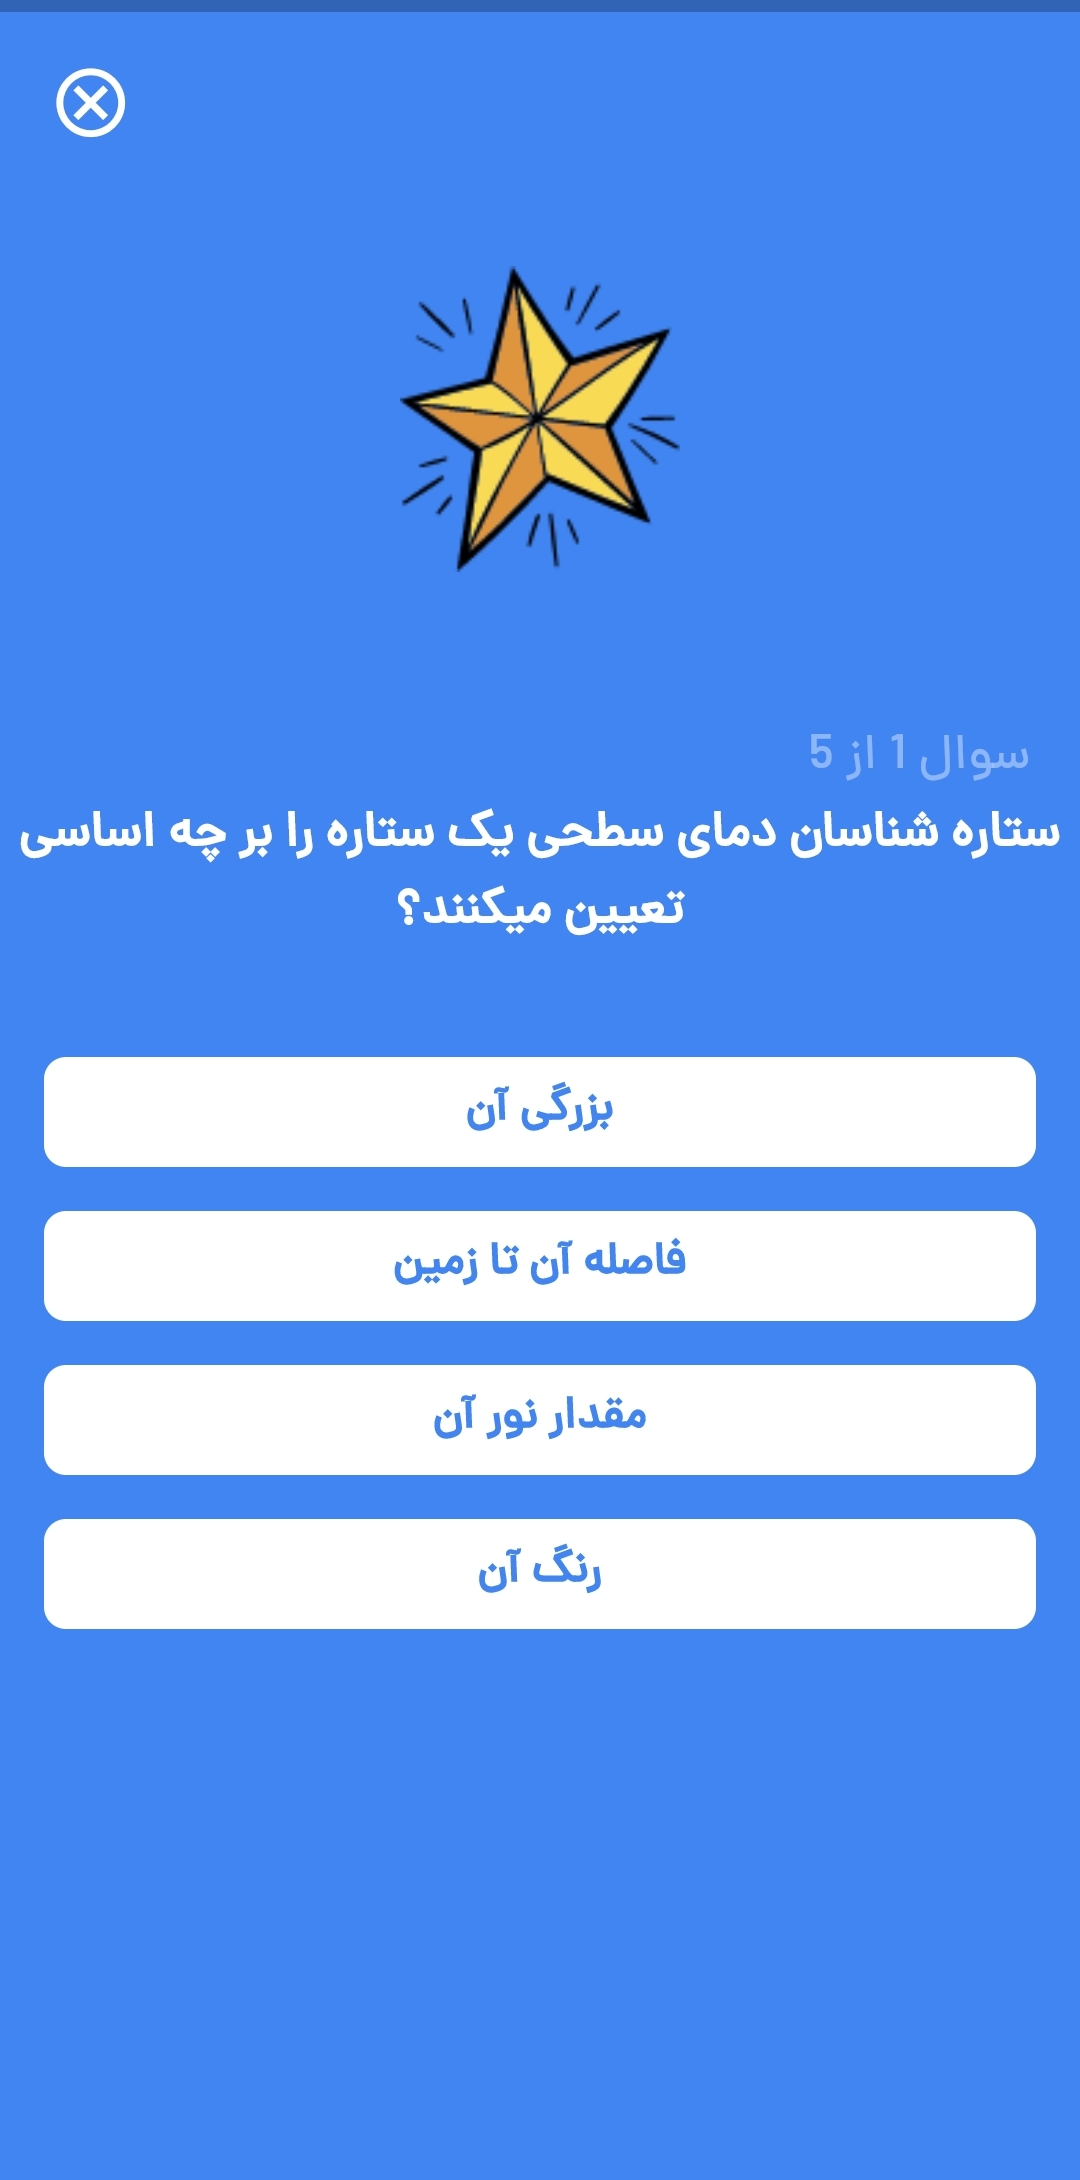 سوال 1 از 5
ستاره شناسان دمای سطحی یک ستاره را بر چه اساسی
تعیین میکنند؟
بزرگی آن
فاصله آن تا زمین
مقدار نور آن
رنگ آن